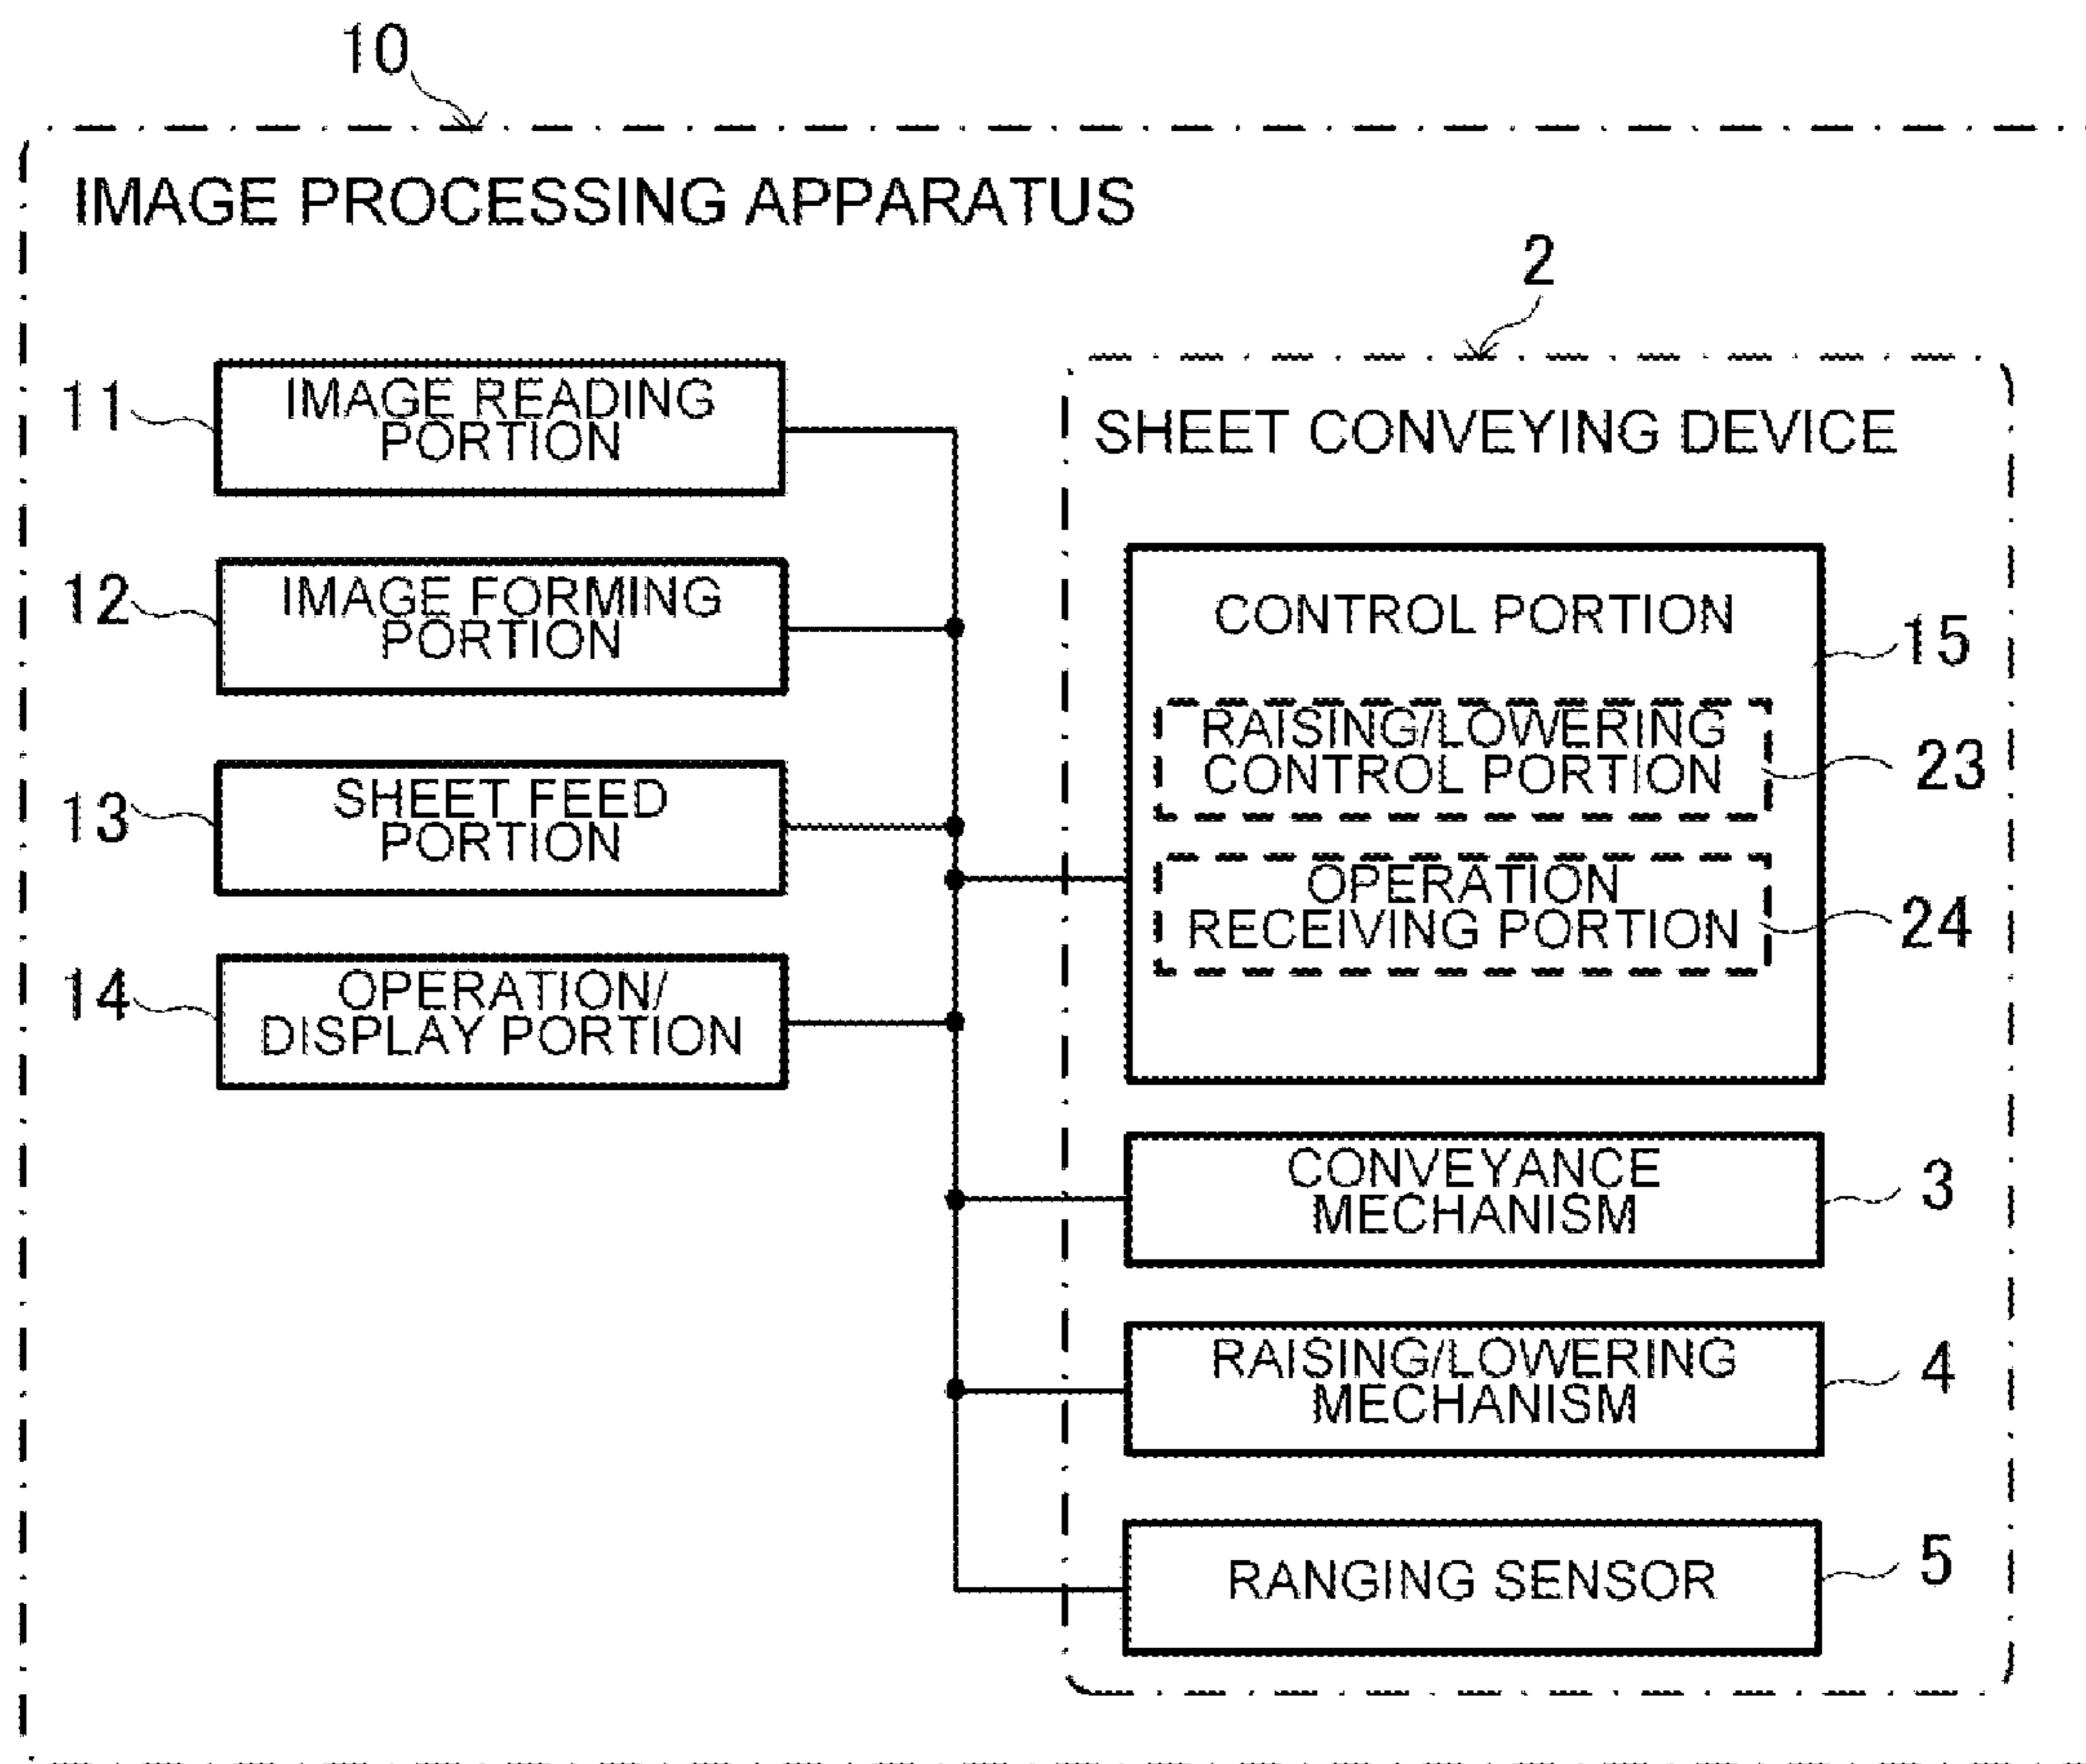 10
IMAGE PROCESSING APPARATUS
2
11
IMAGE READING
PORTION
12
IMAGE FORMING
PORTION
13
SHEET FEED
PORTION
14
OPERATION/
DISPLAY PORTION
SHEET CONVEYING DEVICE
CONTROL PORTION
15
RAISING/LOWERING
CONTROL PORTION
23
OPERATION
RECEIVING PORTION
24
CONVEYANCE
MECHANISM
3
RAISING/LOWERING
MECHANISM
4
RANGING SENSOR
5